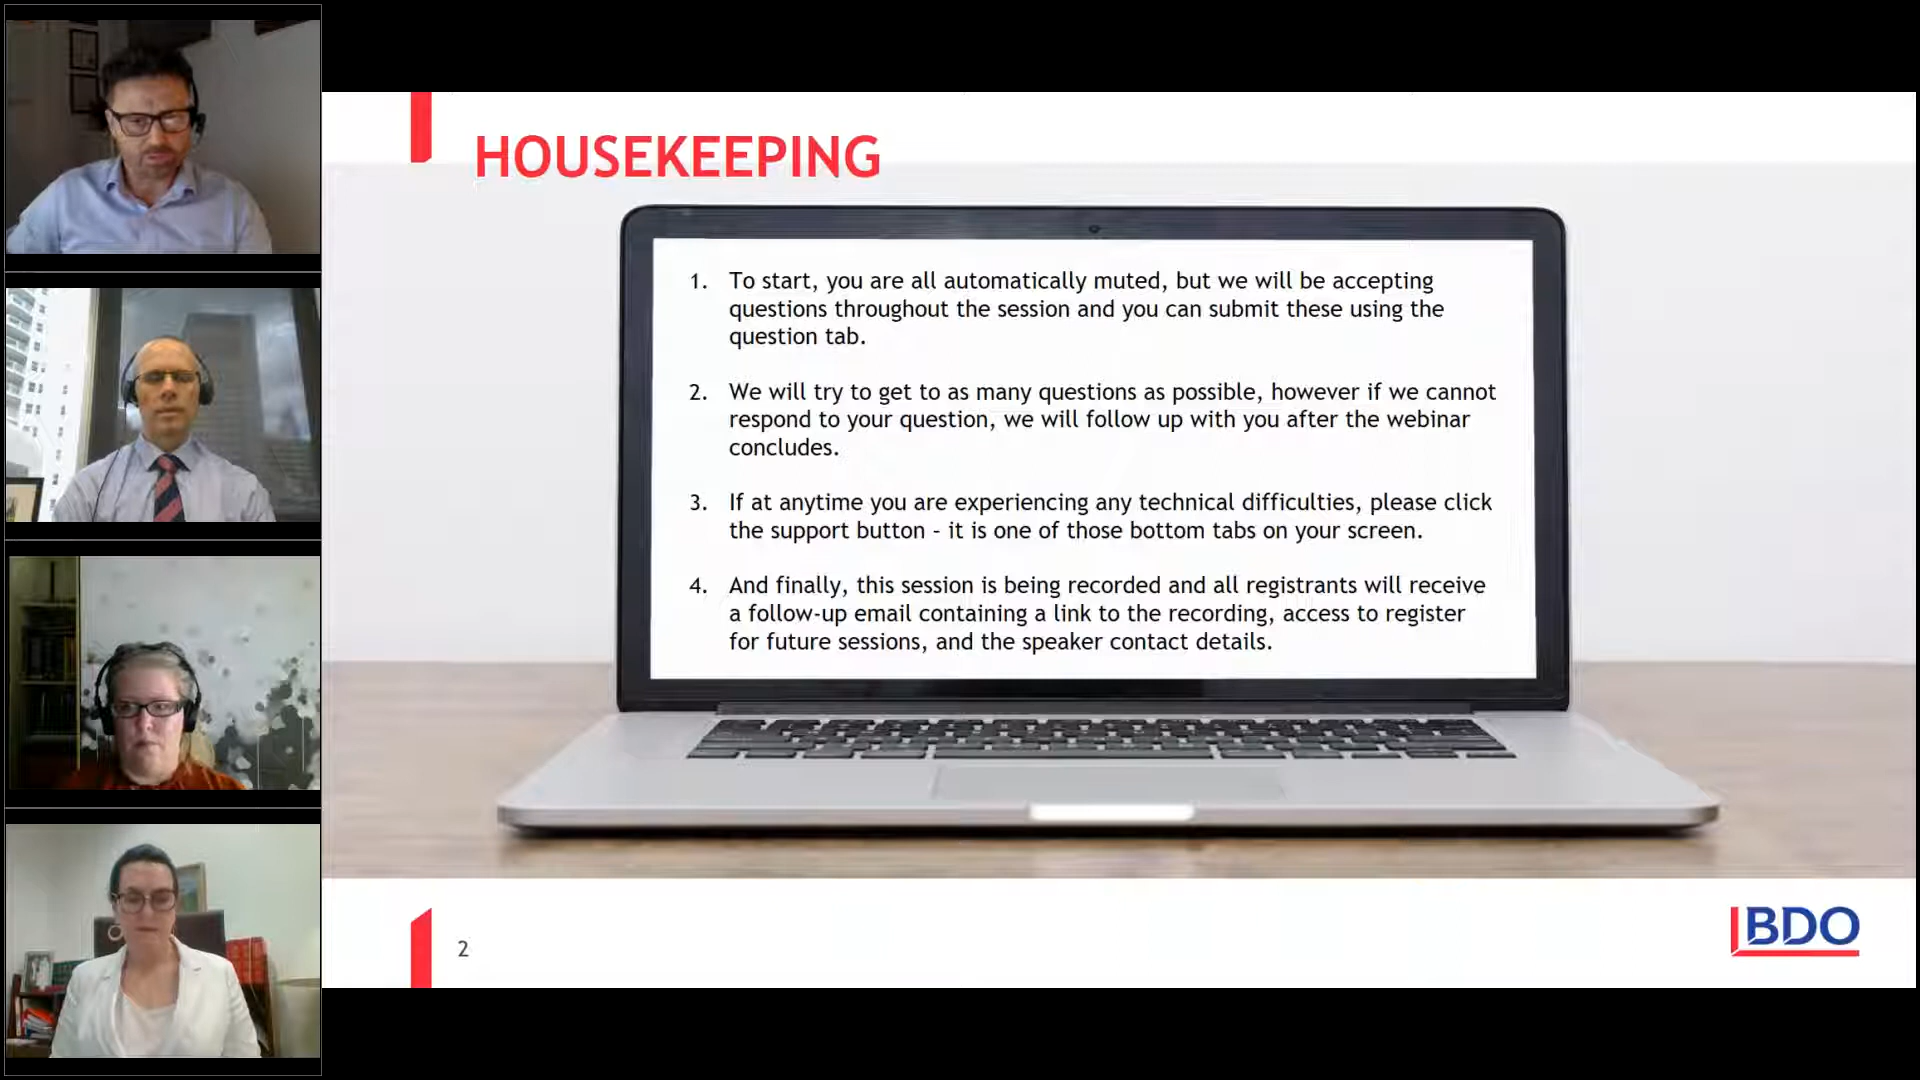 HOUSEKEEPING
1. To start, you are all automatically muted, but we will be accepting
questions throughout the session and you can submit these using the
question tab.
2. We will try to get to as many questions as possible, however if we cannot
respond to your question, we will follow up with you after the webinar
concludes.
3. If at anytime you are experiencing any technical difficulties, please click
the support button – it is one of those bottom tabs on your screen.
4. And finally, this session is being recorded and all registrants will receive
a follow-up email containing a link to the recording, access to register
for future sessions, and the speaker contact details.
2
BDO